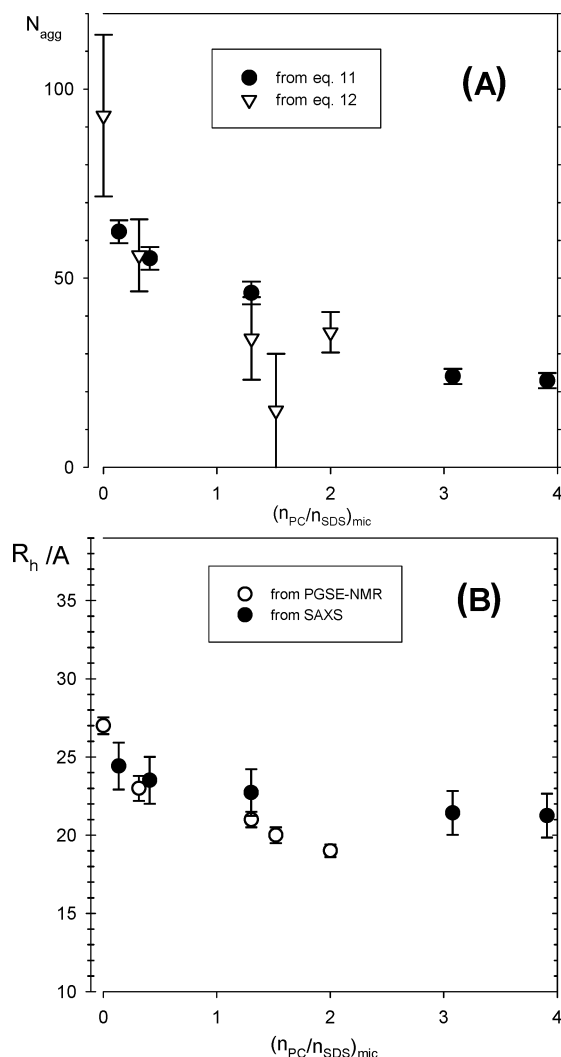 N_agg
100
50
0
from eq. 11
from eq. 12
(A)
0 1 2 3 4
(n_PC/n_SDS)_mic
R_h /A
35
30
25
20
15
10
from PGSE-NMR
from SAXS
(B)
0 1 2 3 4
(n_PC/n_SDS)_mic